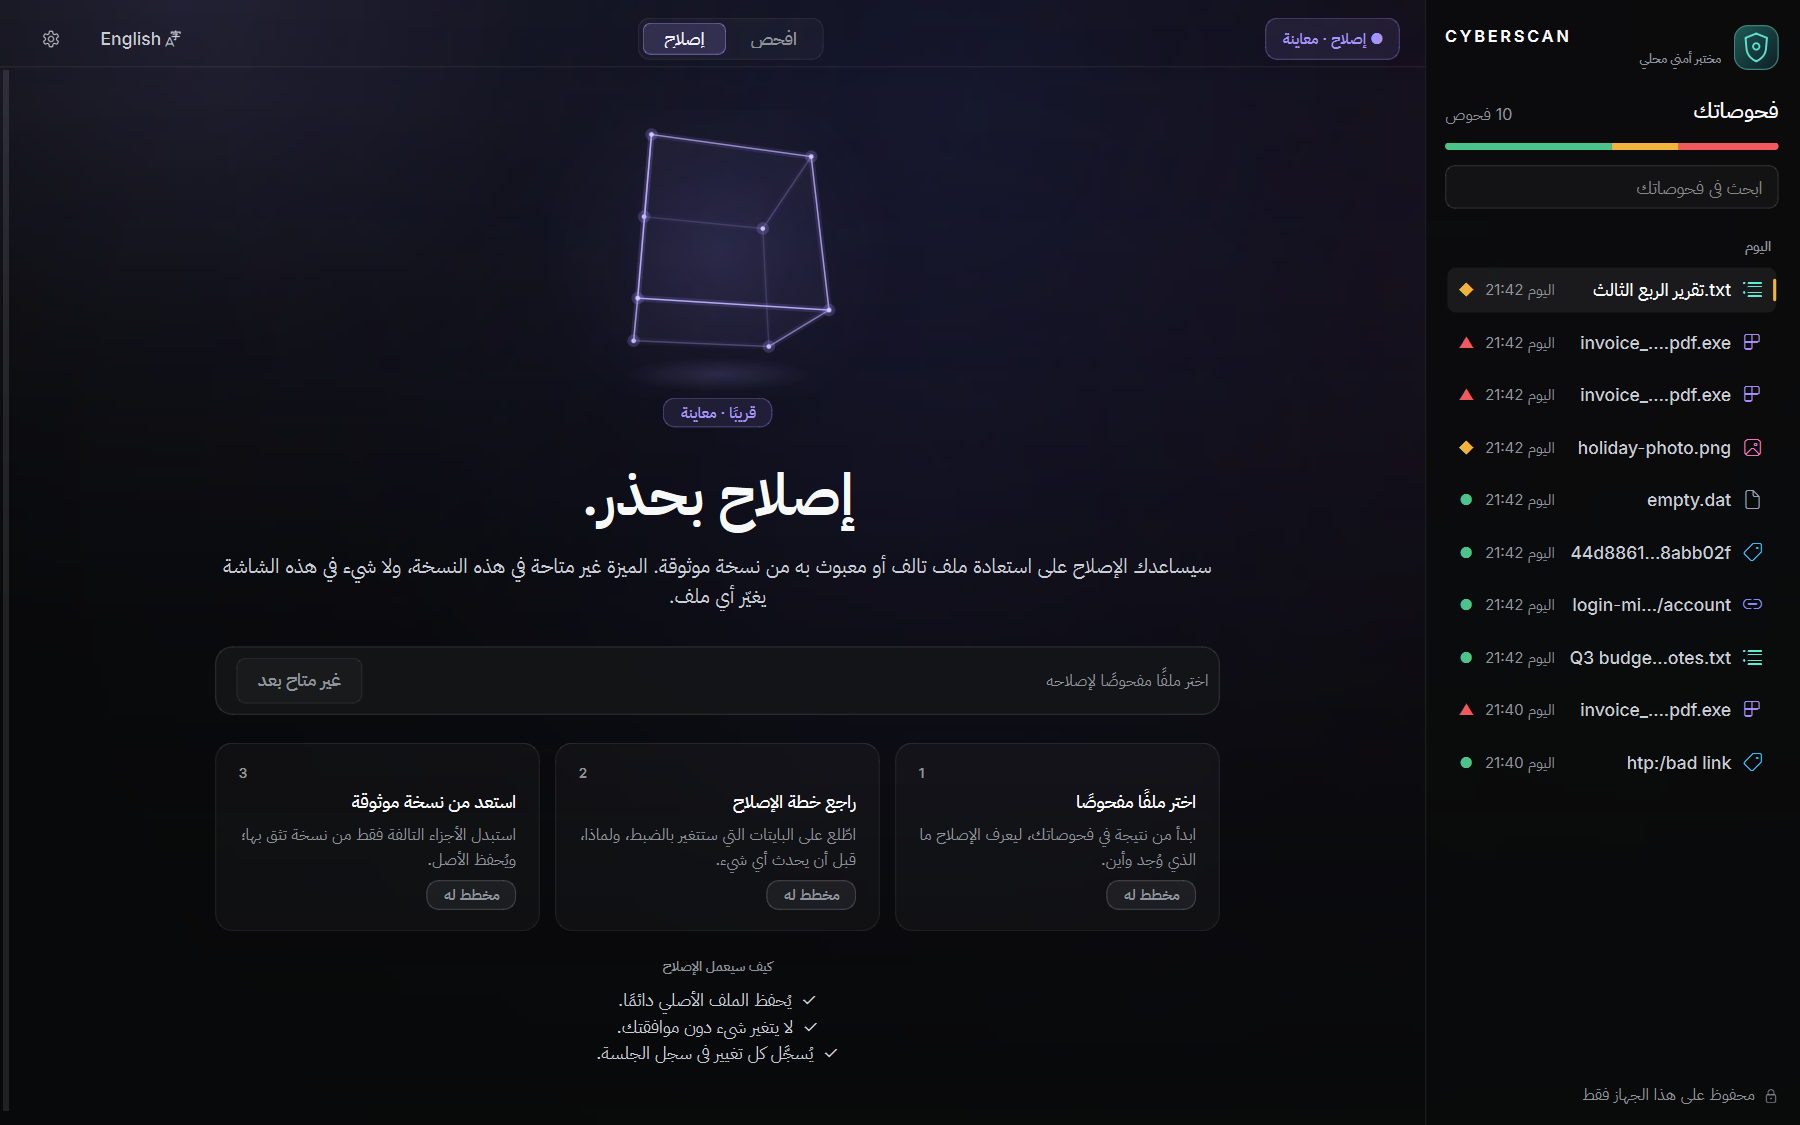 CYBERSCAN
مختبر أمني محلي
فحوصاتك
10 فحوص
ابحث في فحوصاتك
اليوم
تقرير الربع الثالث.txt اليوم 21:42
invoice_....pdf.exe اليوم 21:42
invoice_....pdf.exe اليوم 21:42
holiday-photo.png اليوم 21:42
empty.dat اليوم 21:42
44d8861...8abb02f اليوم 21:42
login-mi.../account اليوم 21:42
Q3 budge...otes.txt اليوم 21:42
invoice_....pdf.exe اليوم 21:40
htp:/bad link اليوم 21:40
محفوظ على هذا الجهاز فقط
إصلاح · معاينة
افحص
إصلاح
English
قريبًا · معاينة
إصلاح بحذر.
سيساعدك الإصلاح على استعادة ملف تالف أو معبوث به من نسخة موثوقة. الميزة غير متاحة في هذه النسخة، ولا شيء في هذه الشاشة
يغيّر أي ملف.
اختر ملفًا مفحوصًا لإصلاحه
غير متاح بعد
1
اختر ملفًا مفحوصًا
ابدأ من نتيجة في فحوصاتك، ليعرف الإصلاح ما
الذي وُجد وأين.
مخطط له
2
راجع خطة الإصلاح
اطّلع على البايتات التي ستتغير بالضبط، ولماذا،
قبل أن يحدث أي شيء.
مخطط له
3
استعد من نسخة موثوقة
استبدل الأجزاء التالفة فقط من نسخة تثق بها؛
ويُحفظ الأصل.
مخطط له
كيف سيعمل الإصلاح
يُحفظ الملف الأصلي دائمًا.
لا يتغير شيء دون موافقتك.
يُسجَّل كل تغيير في سجل الجلسة.